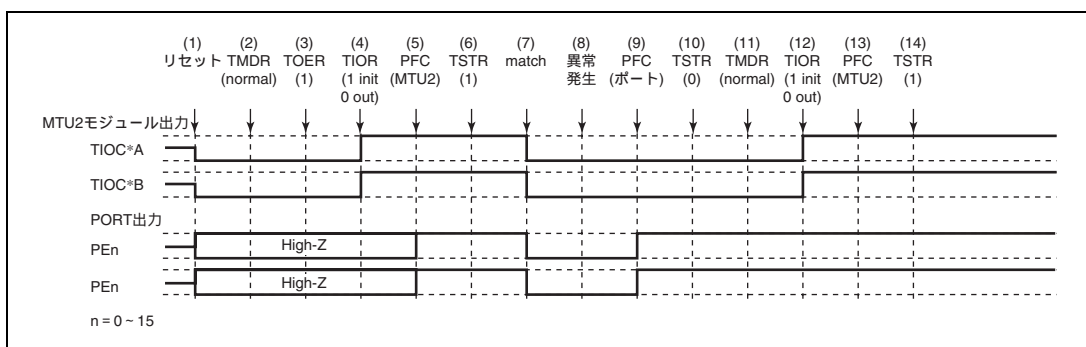 (1) (2) (3) (4) (5) (6) (7) (8) (9) (10) (11) (12) (13) (14)
リセット TMDR TOER TIOR PFC TSTR match 異常 PFC TSTR TMDR TIOR PFC TSTR
(normal) (1) (1 init (MTU2) (1) 発生 (ポート) (0) (normal) (1 init (MTU2) (1)
0 out) 0 out)
MTU2モジュール出力
TIOC*A
TIOC*B
PORT出力
PEn High-Z
PEn High-Z
n = 0 ~ 15